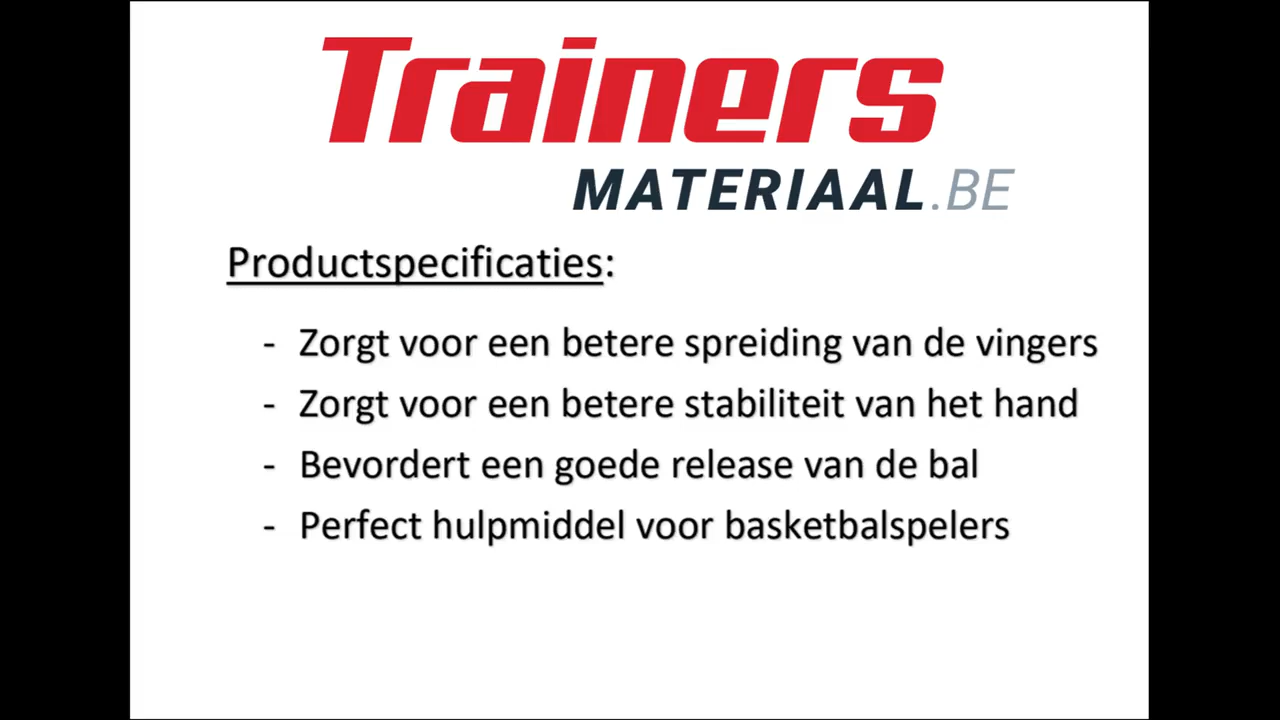 Trainers
MATERIAAL.BE
Productspecificaties:
- Zorgt voor een betere spreiding van de vingers
- Zorgt voor een betere stabiliteit van het hand
- Bevordert een goede release van de bal
- Perfect hulpmiddel voor basketbalspelers